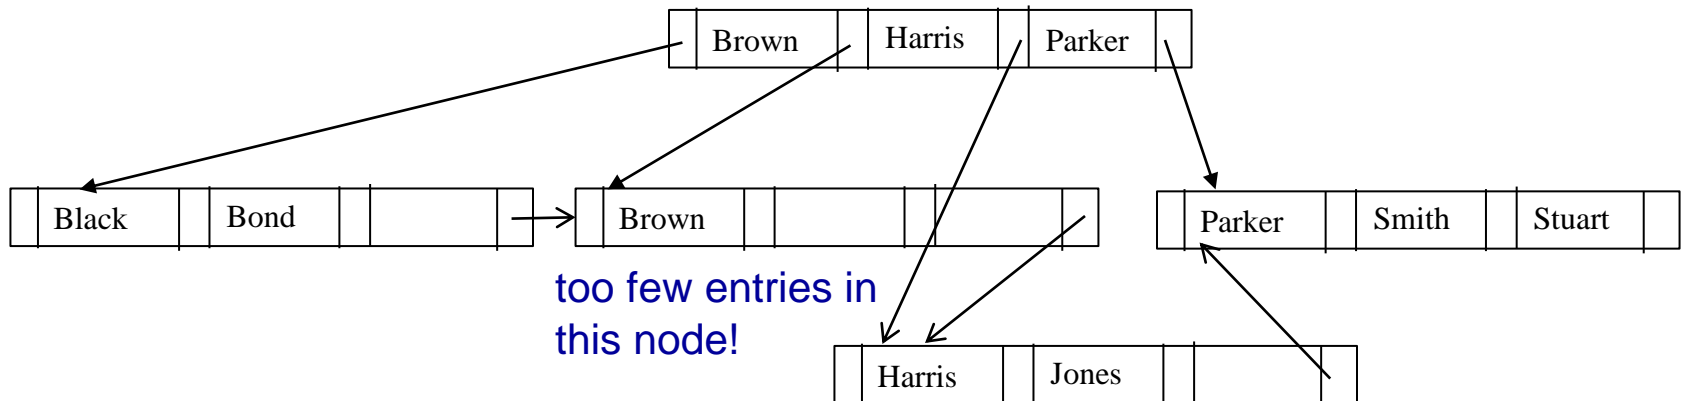 Brown Harris Parker
Black Bond Brown Parker Smith Stuart
too few entries in
this node!
Harris Jones